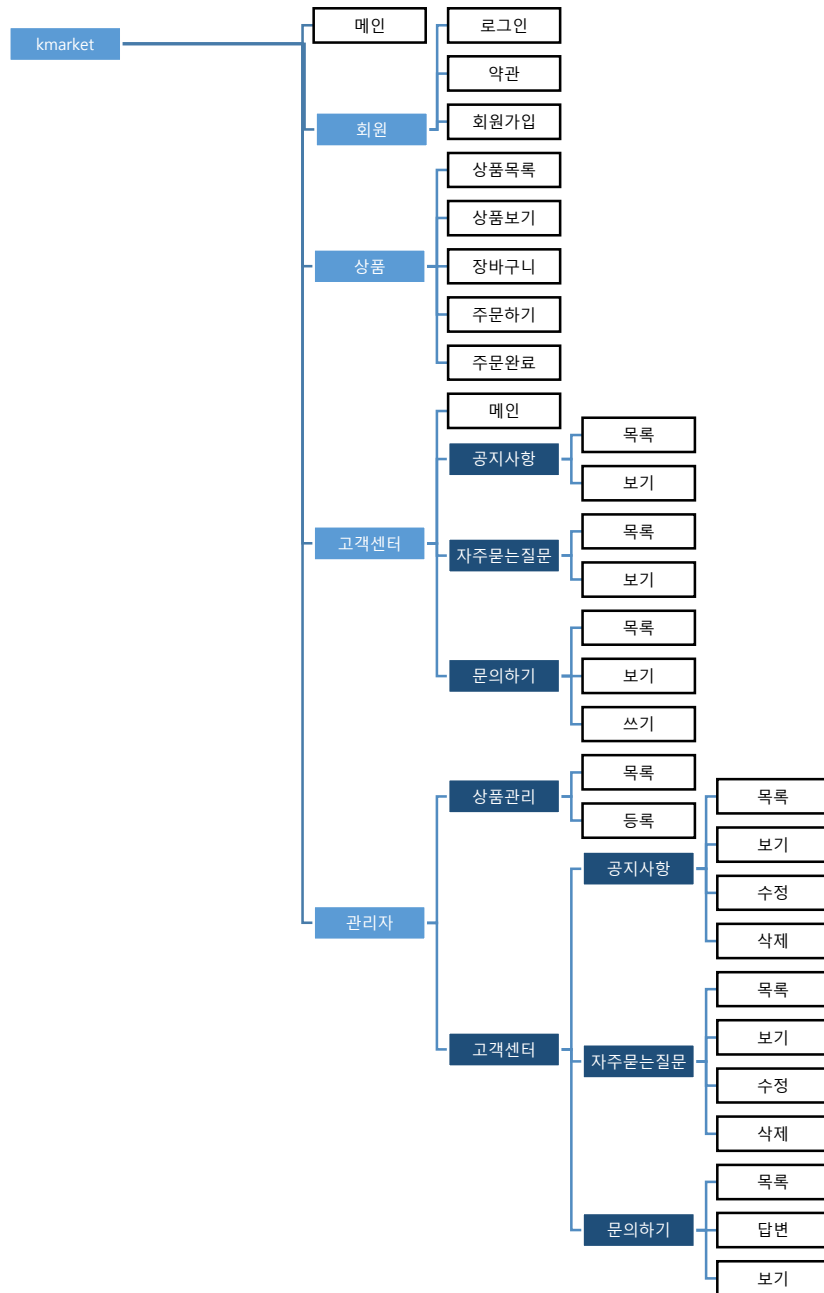 kmarket
메인
회원
로그인
약관
회원가입
상품
상품목록
상품보기
장바구니
주문하기
주문완료
고객센터
메인
공지사항
목록
보기
자주묻는질문
목록
보기
문의하기
목록
보기
쓰기
관리자
상품관리
목록
등록
고객센터
공지사항
목록
보기
수정
삭제
자주묻는질문
목록
보기
수정
삭제
문의하기
목록
답변
보기